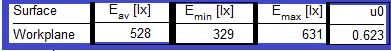 Surface E_av [lx] E_min [lx] E_max [lx] u0
Workplane 528 329 631 0.623